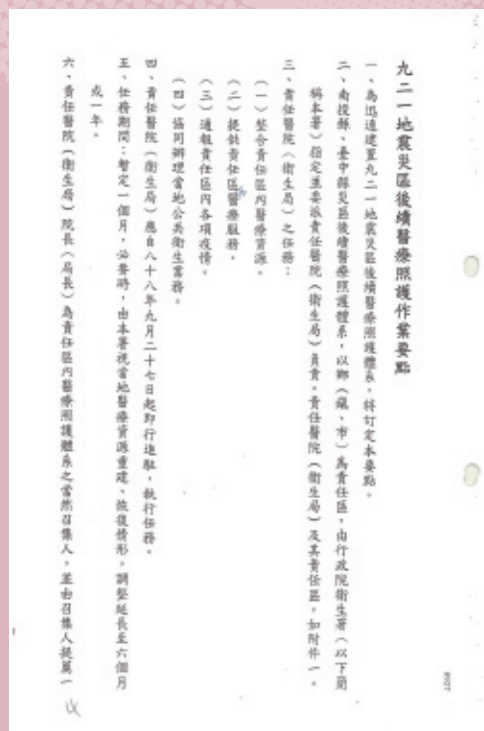 九二一地震災區後續醫療照護作業要點
一、為迅速建置九二一地震災區後續醫療照護體系，特訂定本要點。
二、南投縣、臺中縣災區後續醫療照護體系，以鄉（鎮、市）為責任區，由行政院衛生署（以下簡
稱本署）指定並派責任醫院（衛生局）負責。責任醫院（衛生局）及其責任區，如附件一。
三、責任醫院（衛生局）之任務：
（一）整合責任區內醫療資源。
（二）提供責任區醫療服務。
（三）通報責任區內各項疫情。
（四）協同辦理當地公共衛生業務。
四、責任醫院（衛生局）應自八十八年九月二十七日起即行進駐，執行任務。
五、任務期間：暫定一個月，必要時，由本署視當地醫療資源重建、恢復情形，調整延長至六個月
或一年。
六、責任醫院（衛生局）院長（局長）為責任區內醫療照護體系之當然召集人，並由召集人提薦一
1